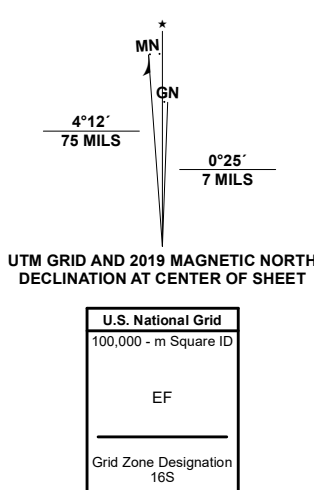 MN
GN
4°12´
75 MILS
0°25´
7 MILS
UTM GRID AND 2019 MAGNETIC NORTH
DECLINATION AT CENTER OF SHEET
U.S. National Grid
100,000 - m Square ID
EF
Grid Zone Designation
16S